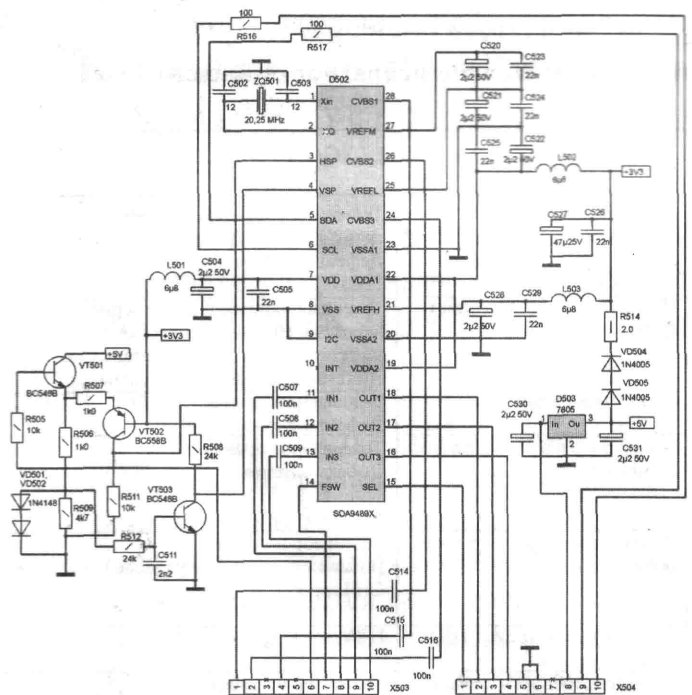 100
R516
100
R517
C502
ZQ501
C503
12
20,25 MHz
12
D502
1 Xin CVBS1 28
2 XQ VREFM 27
3 HSP CVBS2 26
4 VSP VREFL 25
5 SDA CVBS3 24
6 SCL VSSA1 23
7 VDD VDDA1 22
8 VSS VREFH 21
9 I2C VSSA2 20
10 INT VDDA2 19
11 IN1 OUT1 18
12 IN2 OUT2 17
13 IN3 OUT3 16
14 FSW SEL 15
SDA9489X
C520
2µ2 50V
C523
22n
C521
2µ2 50V
C524
22n
C525
22n
C522
2µ2 50V
L502
6µ8
+3V3
C527
47µ25V
C526
22n
L501
6µ8
C504
2µ2 50V
C505
22n
+3V3
C528
2µ2 50V
C529
22n
L503
6µ8
R514
2.0
VD504
1N4005
VD505
1N4005
C530
2µ2 50V
D503
7805
1 In Ou 3
2
+5V
C531
2µ2 50V
+5V
VT501
BC548B
R507
1k0
VT502
BC558B
R505
10k
R506
1k0
R508
24k
VD501,
VD502
1N4148
R509
4k7
R511
10k
VT503
BC548B
R512
24k
C511
2n2
C507
100n
C508
100n
C509
100n
C514
100n
C515
100n
C516
100n
1 2 3 4 5 6 7 8 9 10
X503
1 2 3 4 5 6 7 8 9 10
X504